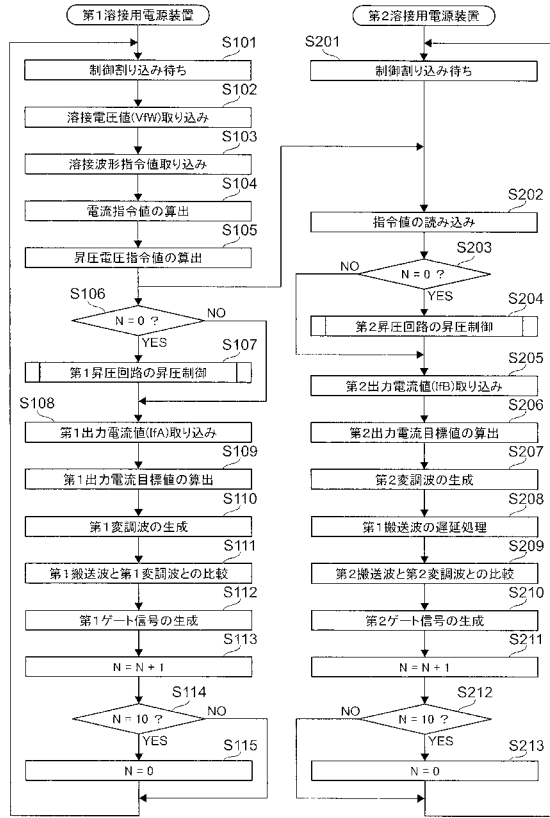 第1溶接用電源装置
S101
制御割り込み待ち
S102
溶接電圧値(VfW)取り込み
S103
溶接波形指令値取り込み
S104
電流指令値の算出
S105
昇圧電圧指令値の算出
S106
N = 0 ?
NO
YES
S107
第1昇圧回路の昇圧制御
S108
第1出力電流値(IfA)取り込み
S109
第1出力電流目標値の算出
S110
第1変調波の生成
S111
第1搬送波と第1変調波との比較
S112
第1ゲート信号の生成
S113
N = N + 1
S114
N = 10 ?
NO
YES
S115
N = 0
第2溶接用電源装置
S201
制御割り込み待ち
S202
指令値の読み込み
S203
NO
N = 0 ?
YES
S204
第2昇圧回路の昇圧制御
S205
第2出力電流値(IfB)取り込み
S206
第2出力電流目標値の算出
S207
第2変調波の生成
S208
第1搬送波の遅延処理
S209
第2搬送波と第2変調波との比較
S210
第2ゲート信号の生成
S211
N = N + 1
S212
NO
N = 10 ?
YES
S213
N = 0